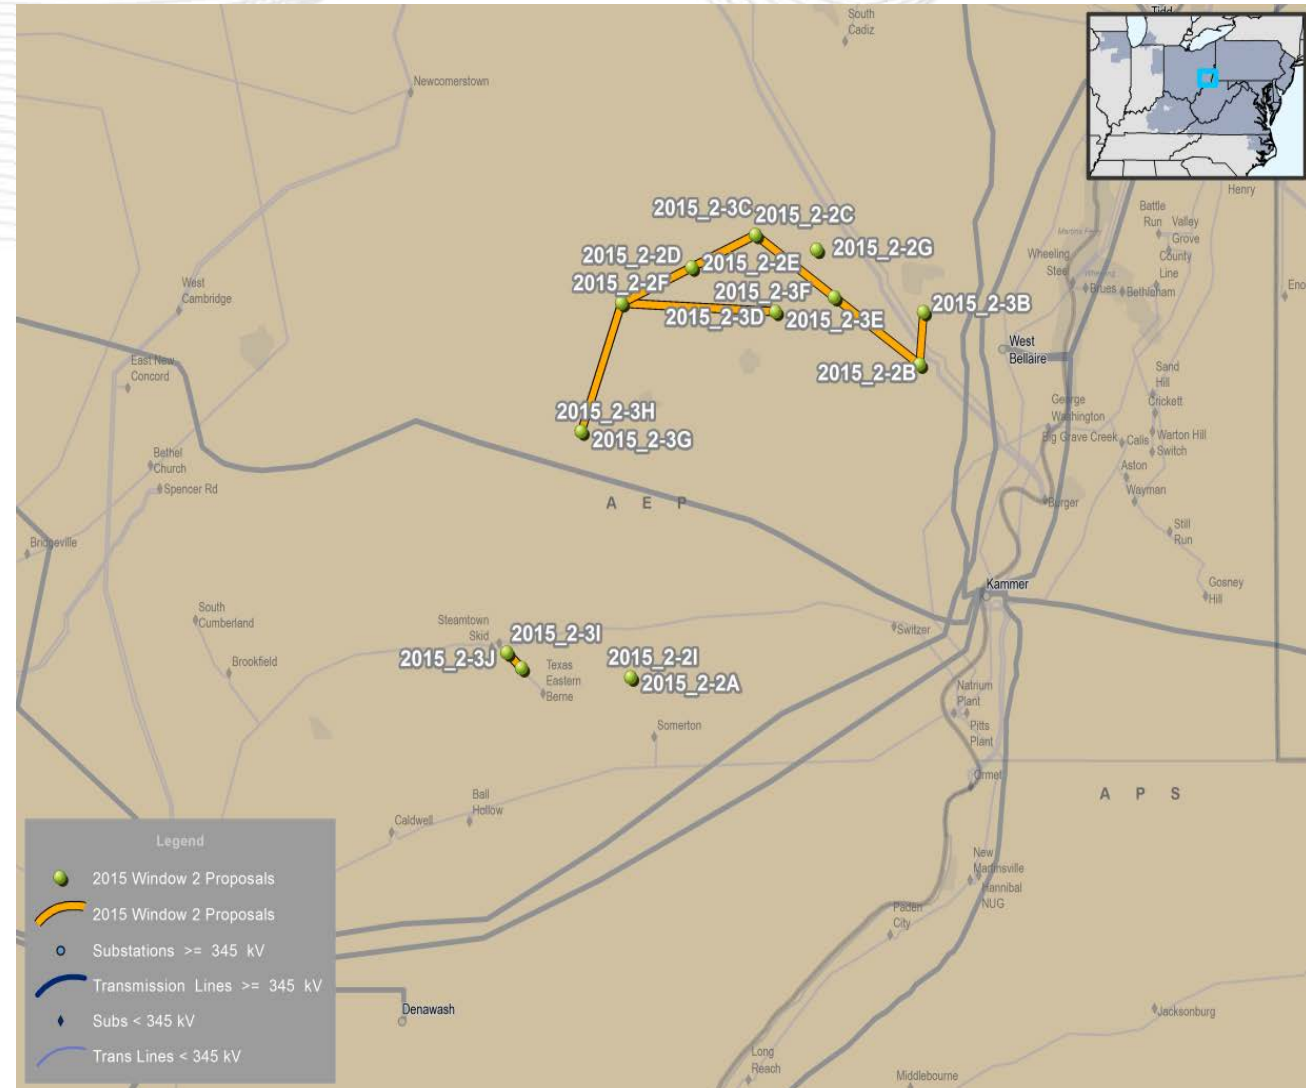 Tidd
South
Cadiz
Newcomerstown
Henry
Battle
Run
Valley
Grove
2015_2-3C
2015_2-2C
Martins Ferry
2015_2-2G
Wheeling
Steel
County
Line
2015_2-2D
2015_2-2E
Wheeling
Brues
Bethlehem
Eno
West
Cambridge
2015_2-2F
2015_2-3F
2015_2-3B
2015_2-3D
2015_2-3E
West
Bellaire
East New
Concord
2015_2-2B
Sand
Hill
George
Washington
Crickett
2015_2-3H
2015_2-3G
Big Grave Creek
Calls
Warton Hill
Switch
Bethel
Church
Aston
Spencer Rd
Wayman
A E P
Burger
Still
Run
Bridgeville
Kammer
Gosney
Hill
South
Cumberland
Steamtown
Skid
2015_2-3I
Switzer
2015_2-3J
2015_2-2I
Brookfield
Texas
Eastern
Berne
2015_2-2A
Natrium
Plant
Somerton
Pitts
Plant
Ormet
A P S
Ball
Hollow
Caldwell
Legend
2015 Window 2 Proposals
2015 Window 2 Proposals
Substations >= 345 kV
Transmission Lines >= 345 kV
Subs < 345 kV
Trans Lines < 345 kV
New
Martinsville
Hannibal
NUG
Paden
City
Denawash
Jacksonburg
Long
Reach
Middlebourne